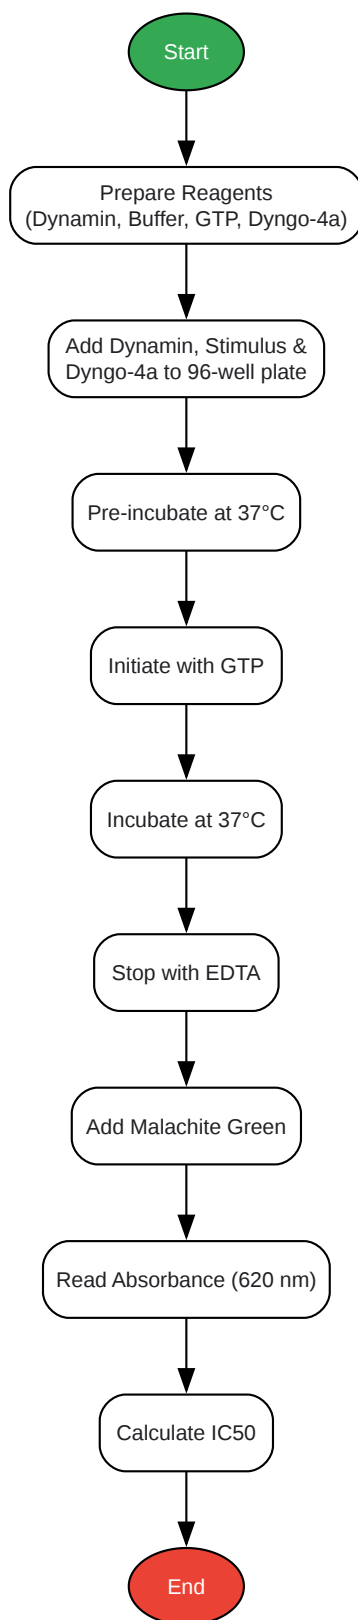 Start
Prepare Reagents
(Dynamin, Buffer, GTP, Dyngo-4a)
Add Dynamin, Stimulus &
Dyngo-4a to 96-well plate
Pre-incubate at 37°C
Initiate with GTP
Incubate at 37°C
Stop with EDTA
Add Malachite Green
Read Absorbance (620 nm)
Calculate IC50
End